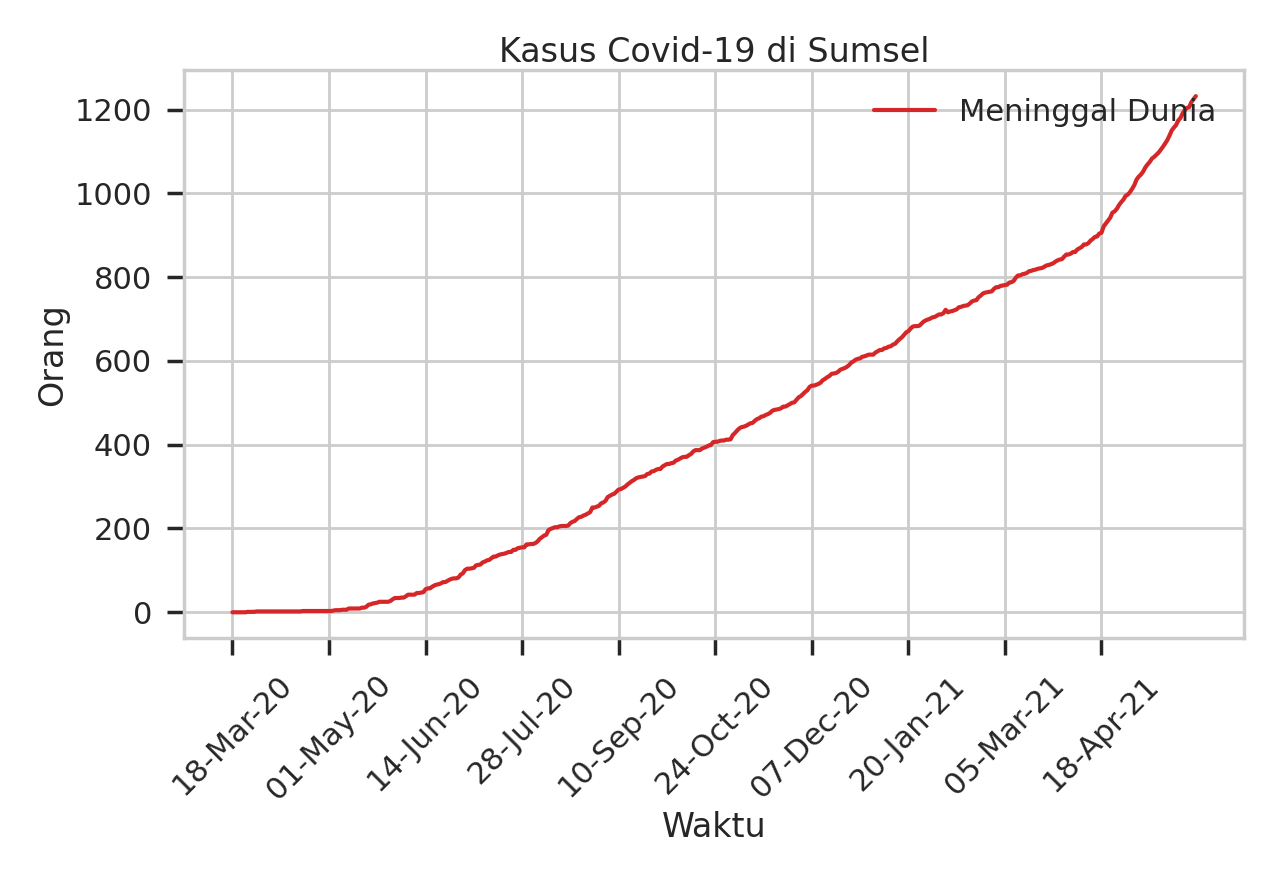 Kasus Covid-19 di Sumsel
Meninggal Dunia
1200
1000
800
600
400
200
0
Orang
18-Mar-20
01-May-20
14-Jun-20
28-Jul-20
10-Sep-20
24-Oct-20
07-Dec-20
20-Jan-21
05-Mar-21
18-Apr-21
Waktu